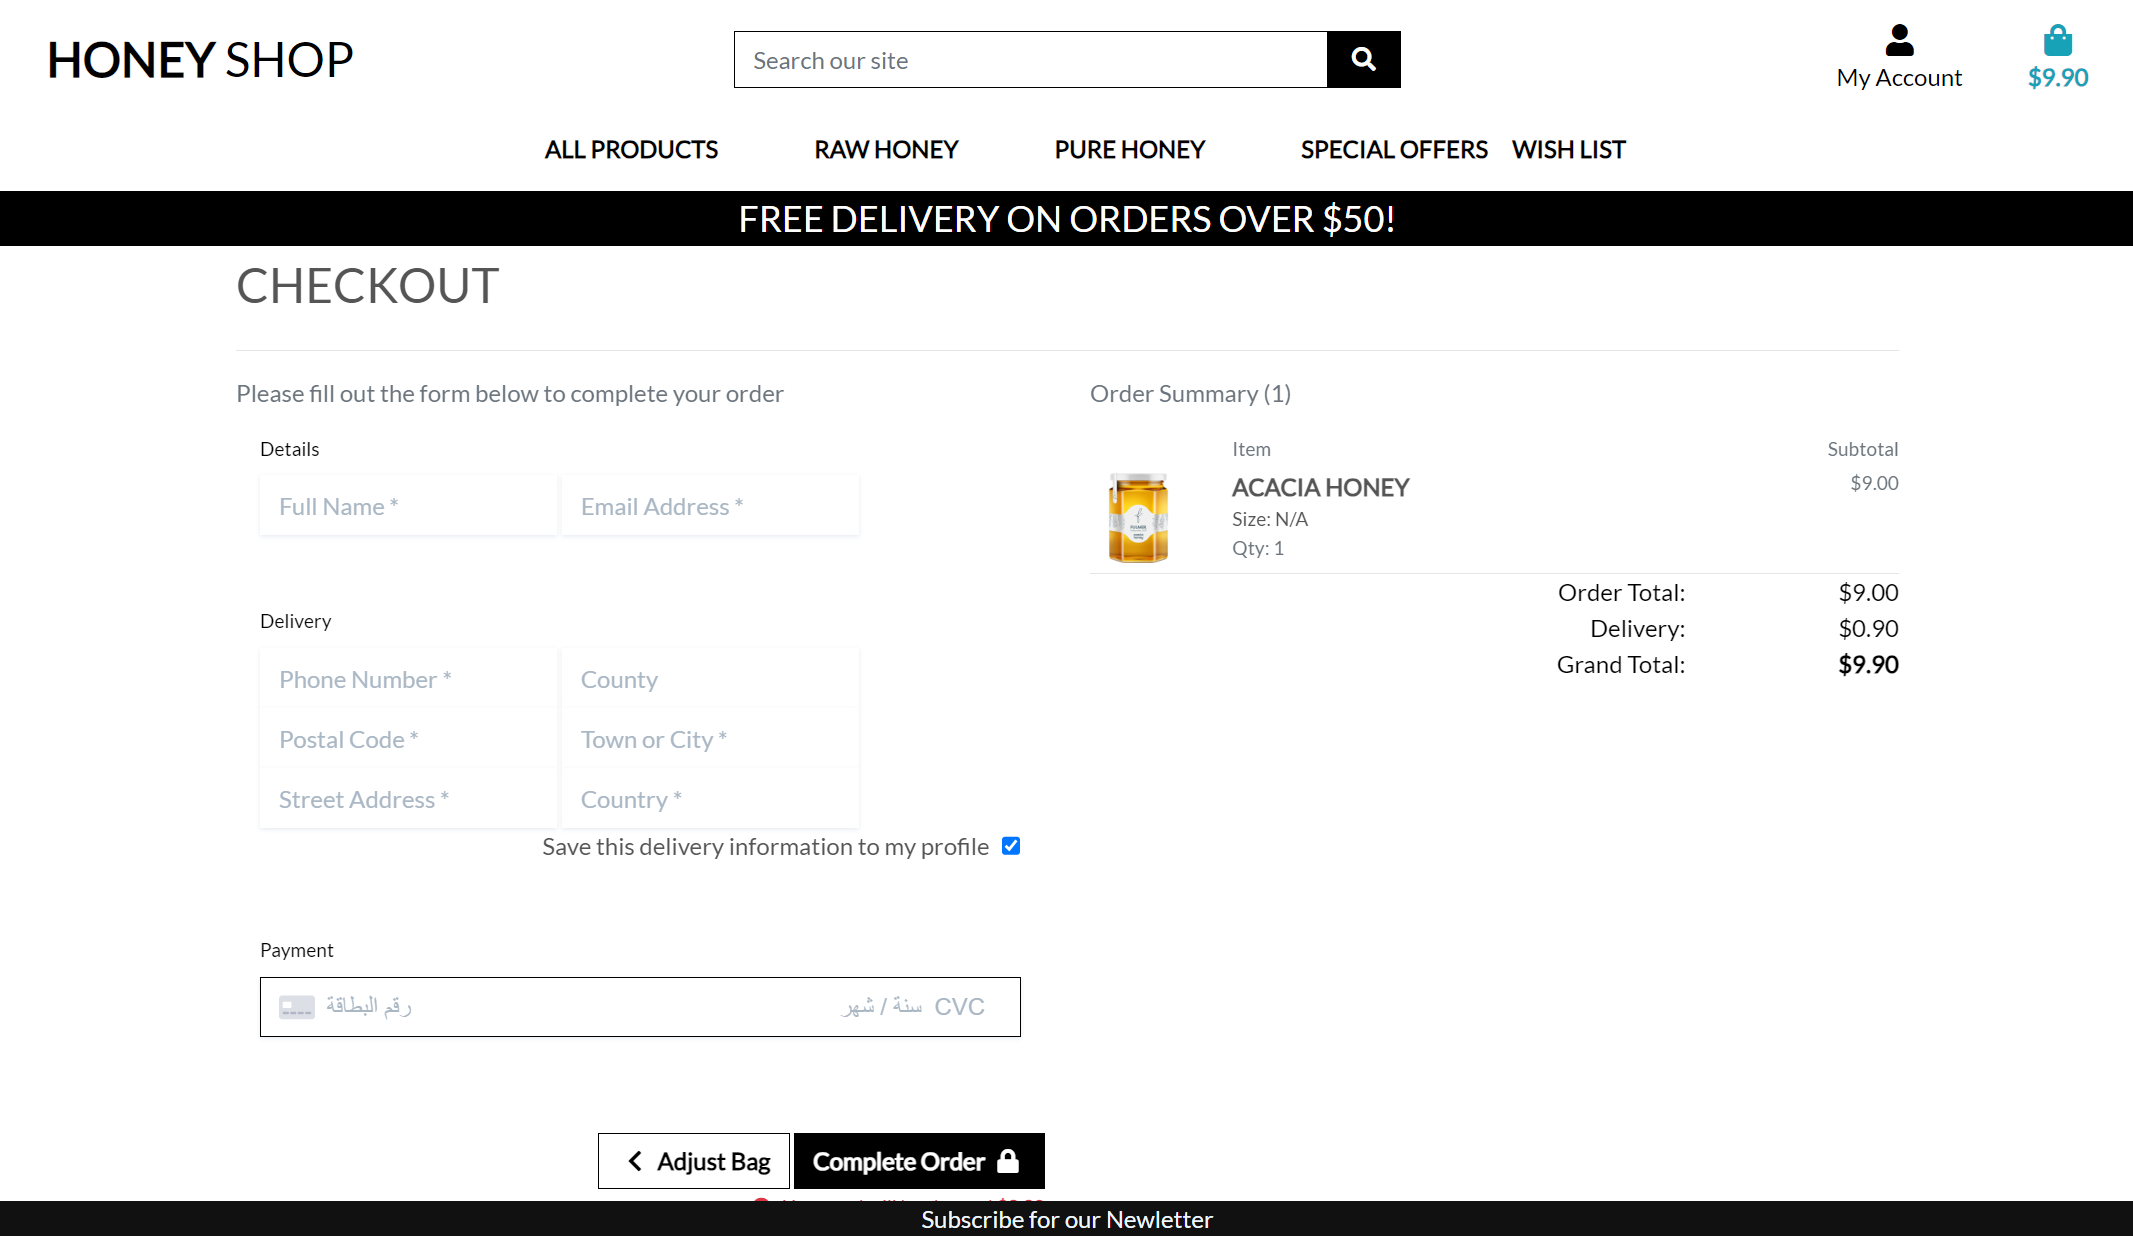 HONEY SHOP
Search our site
My Account
$9.90
ALL PRODUCTS
RAW HONEY
PURE HONEY
SPECIAL OFFERS
WISH LIST
FREE DELIVERY ON ORDERS OVER $50!
CHECKOUT
Please fill out the form below to complete your order
Details
Full Name *
Email Address *
Delivery
Phone Number *
County
Postal Code *
Town or City *
Street Address *
Country *
Save this delivery information to my profile
Payment
رقم البطاقة
سنة / شهر
CVC
Adjust Bag
Complete Order
Order Summary (1)
Item
Subtotal
ACACIA HONEY
$9.00
Size: N/A
Qty: 1
Order Total:
$9.00
Delivery:
$0.90
Grand Total:
$9.90
Subscribe for our Newletter